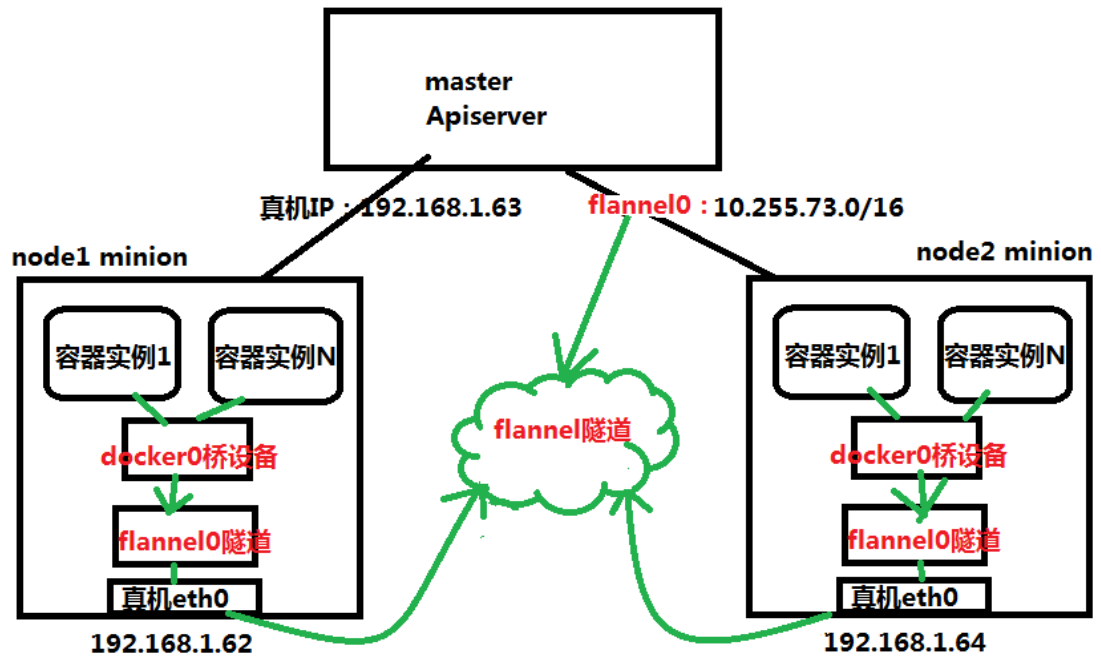 master
Apiserver
真机IP：192.168.1.63
flannel0：10.255.73.0/16
node1 minion
node2 minion
容器实例1
容器实例N
容器实例1
容器实例N
flannel隧道
docker0桥设备
docker0桥设备
flannel0隧道
flannel0隧道
真机eth0
真机eth0
192.168.1.62
192.168.1.64